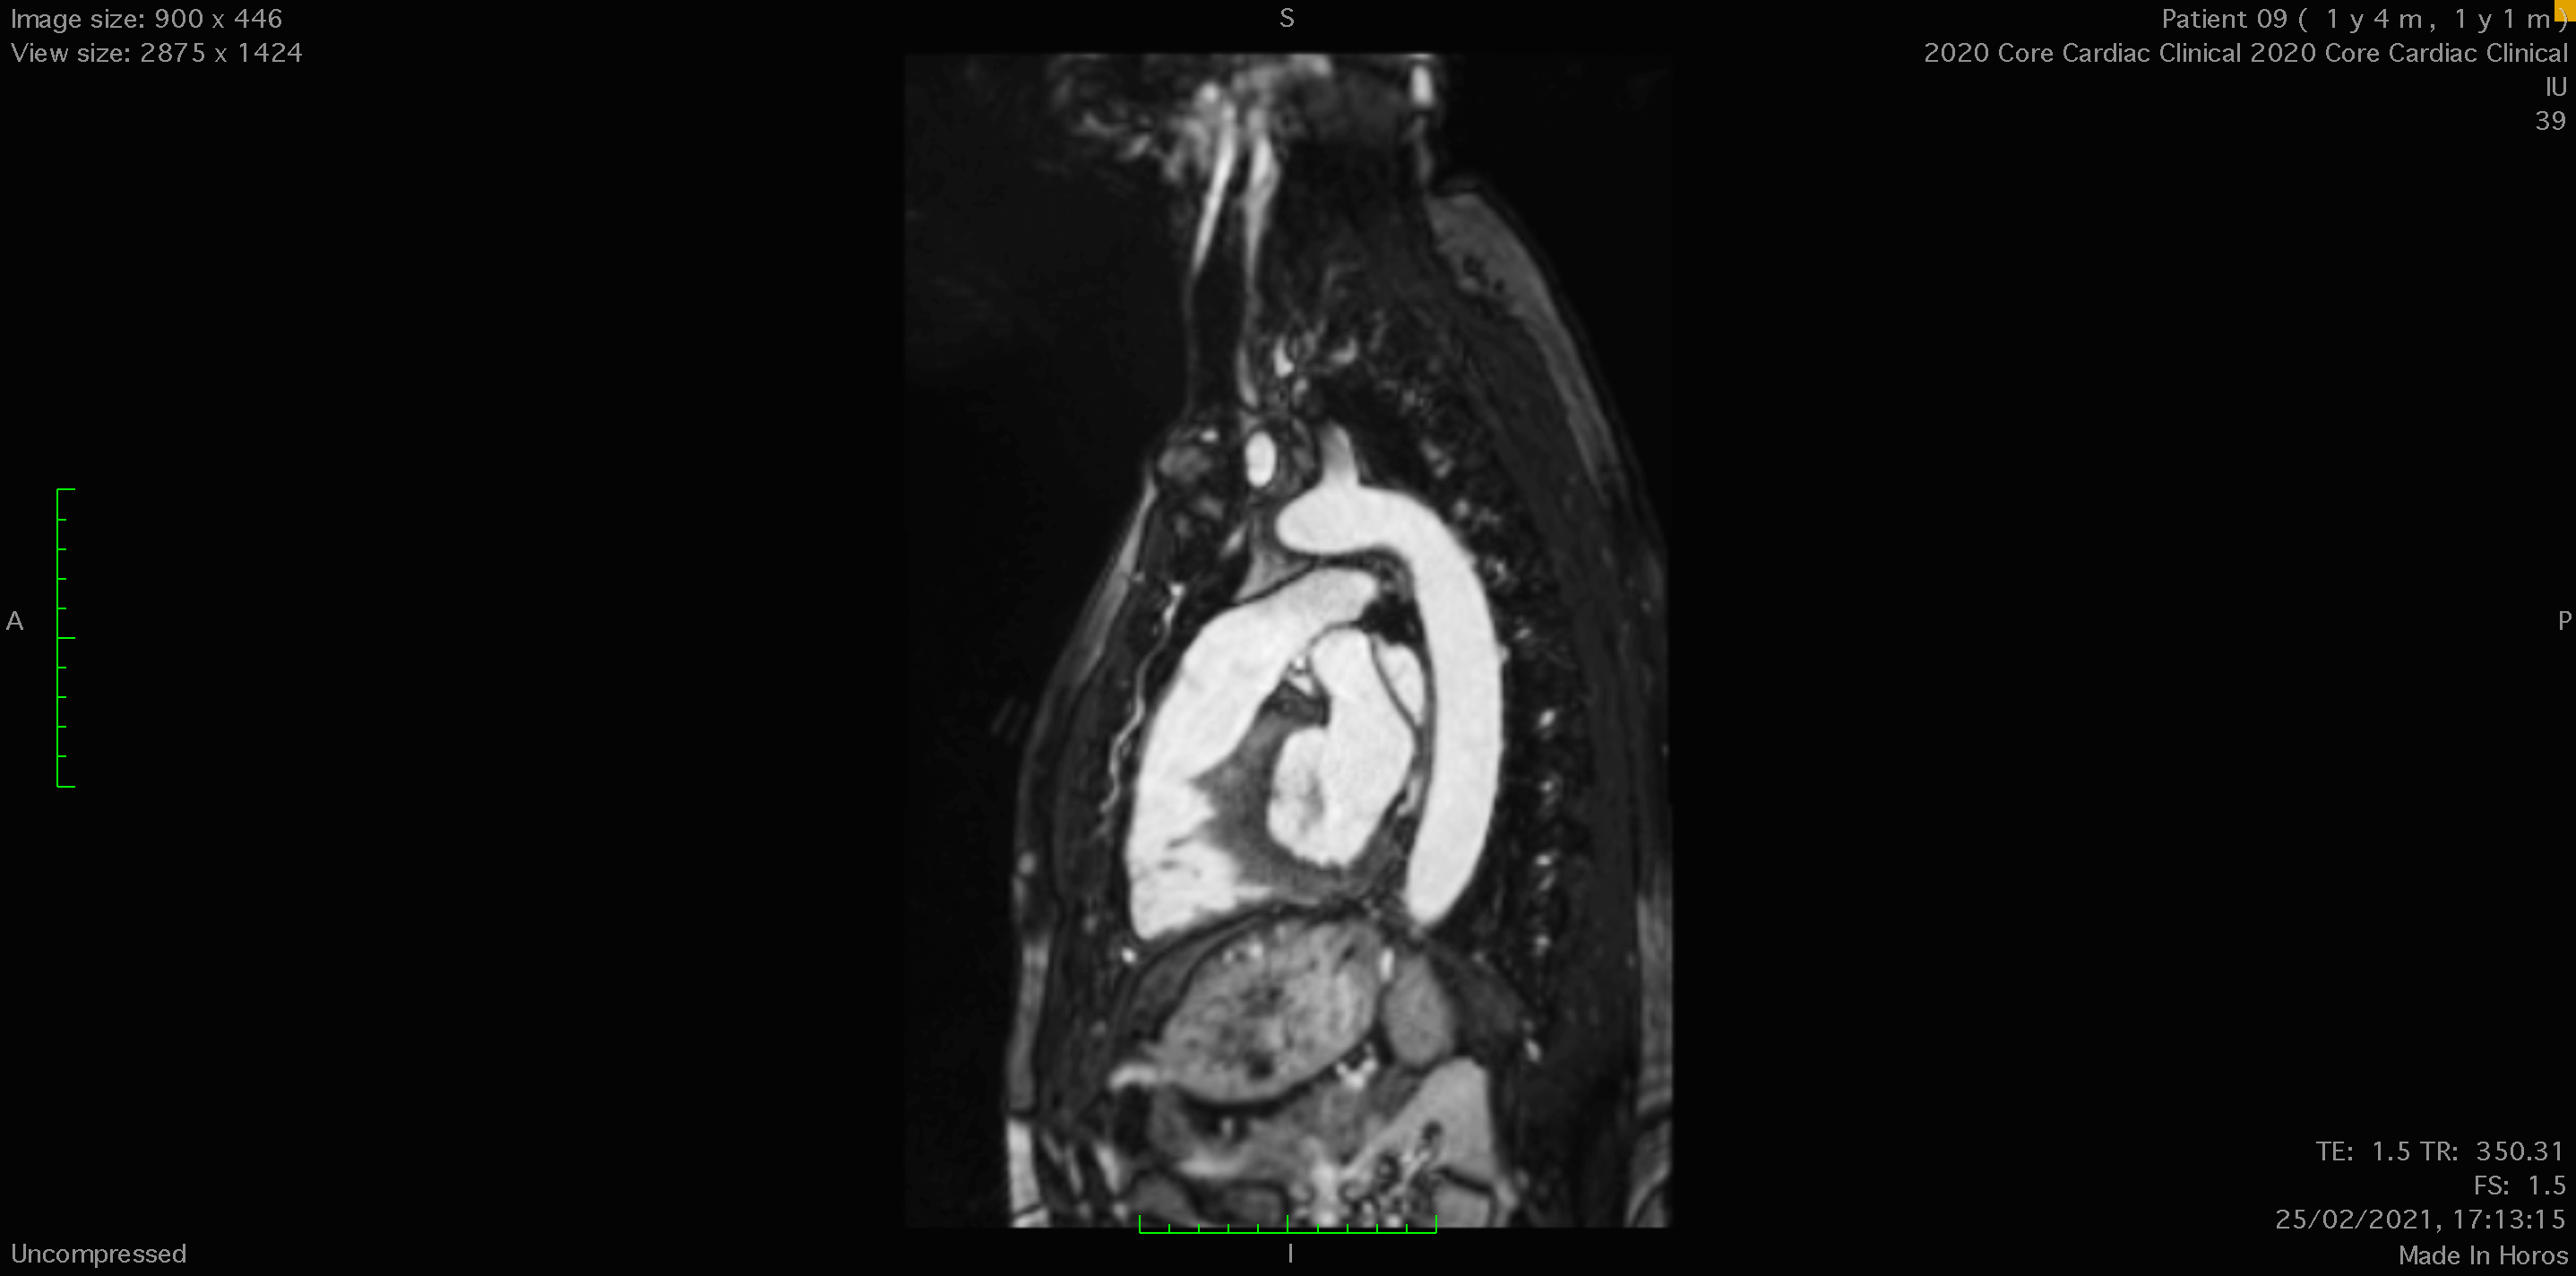 Image size: 900 x 446
View size: 2875 x 1424
S
Patient 09 ( 1 y 4 m , 1 y 1 m )
2020 Core Cardiac Clinical 2020 Core Cardiac Clinical
IU
39
A
P
TE: 1.5 TR: 350.31
FS: 1.5
25/02/2021, 17:13:15
Uncompressed
I
Made In Horos